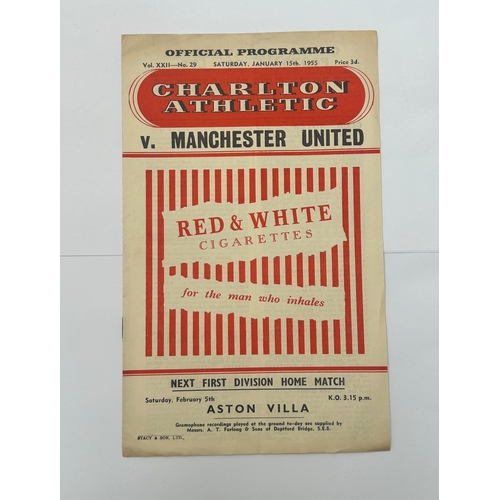 OFFICIAL PROGRAMME
Vol. XXII—No. 29 SATURDAY, JANUARY 15th, 1955 Price 3d.
CHARLTON
ATHLETIC
v. MANCHESTER UNITED
RED & WHITE
CIGARETTES
for the man who inhales
NEXT FIRST DIVISION HOME MATCH
Saturday, February 5th K.O. 3.15 p.m.
ASTON VILLA
Gramophone recordings played at the ground to-day are supplied by
Messrs. A. T. Furlong & Sons of Deptford Bridge, S.E.8.
STACY & SON, LTD.,